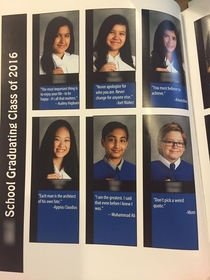 School Graduating Class of 2016
"The most important thing is
to enjoy your life - to be
happy - it's all that matters."
- Audrey Hepburn
"Never apologize for
who you are. Never
change for anyone else."
"You must believe to
achieve."
"Each man is the architect
of his own fate."
-Appius Claudius
"I am the greatest. I said
that even before I knew I
was."
— Muhammad Ali
"Don't pick a weird
quote."
-Mom